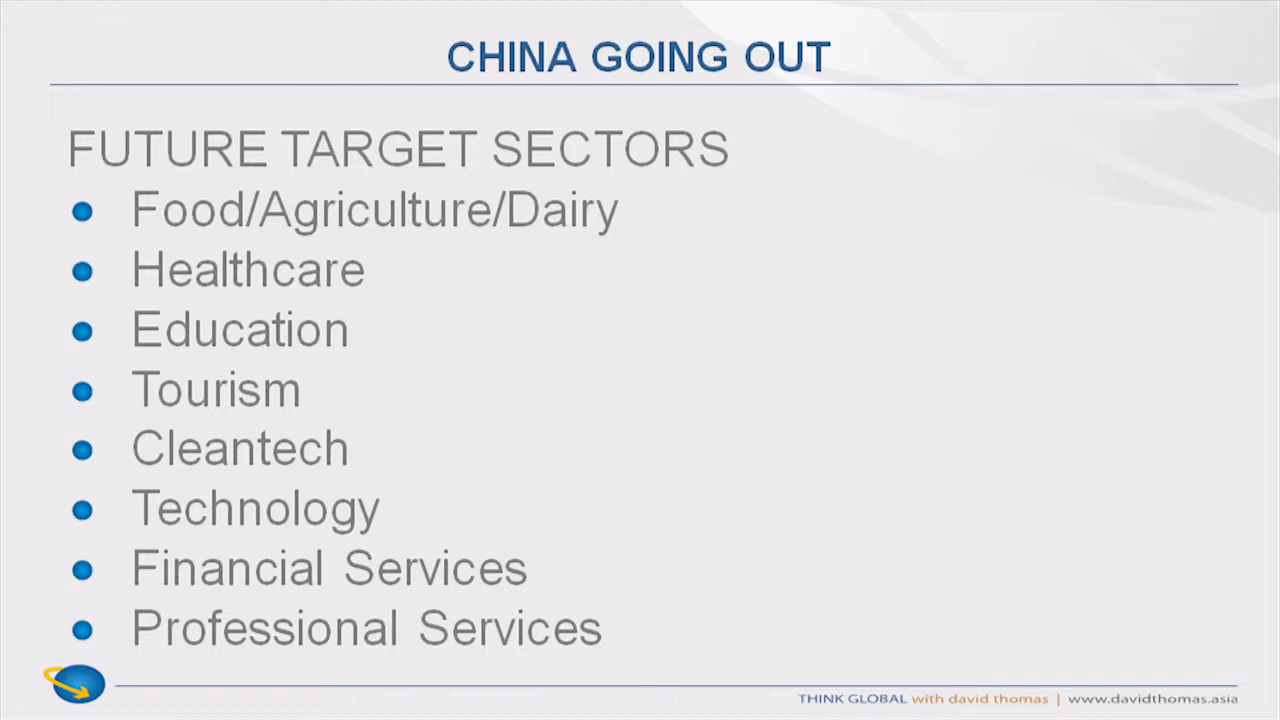 CHINA GOING OUT
FUTURE TARGET SECTORS
● Food/Agriculture/Dairy
● Healthcare
● Education
● Tourism
● Cleantech
● Technology
● Financial Services
● Professional Services
THINK GLOBAL with david thomas | www.davidthomas.asia